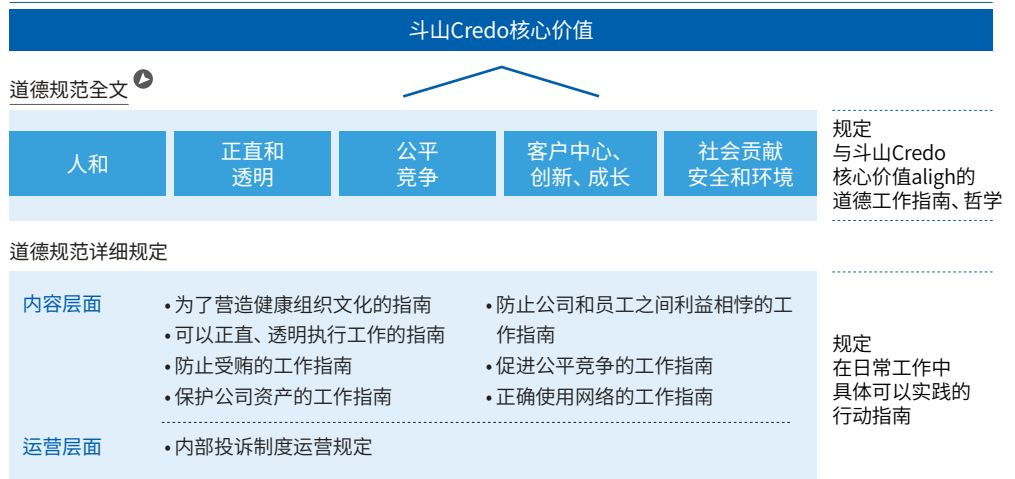 斗山Credo核心价值
道德规范全文
人和
正直和
透明
公平
竞争
客户中心、
创新、成长
社会贡献
安全和环境
规定
与斗山Credo
核心价值aligh的
道德工作指南、哲学
道德规范详细规定
内容层面
•为了营造健康组织文化的指南
•可以正直、透明执行工作的指南
•防止受贿的工作指南
•保护公司资产的工作指南
•防止公司和员工之间利益相悖的工
作指南
•促进公平竞争的工作指南
•正确使用网络的工作指南
运营层面
•内部投诉制度运营规定
规定
在日常工作中
具体可以实践的
行动指南